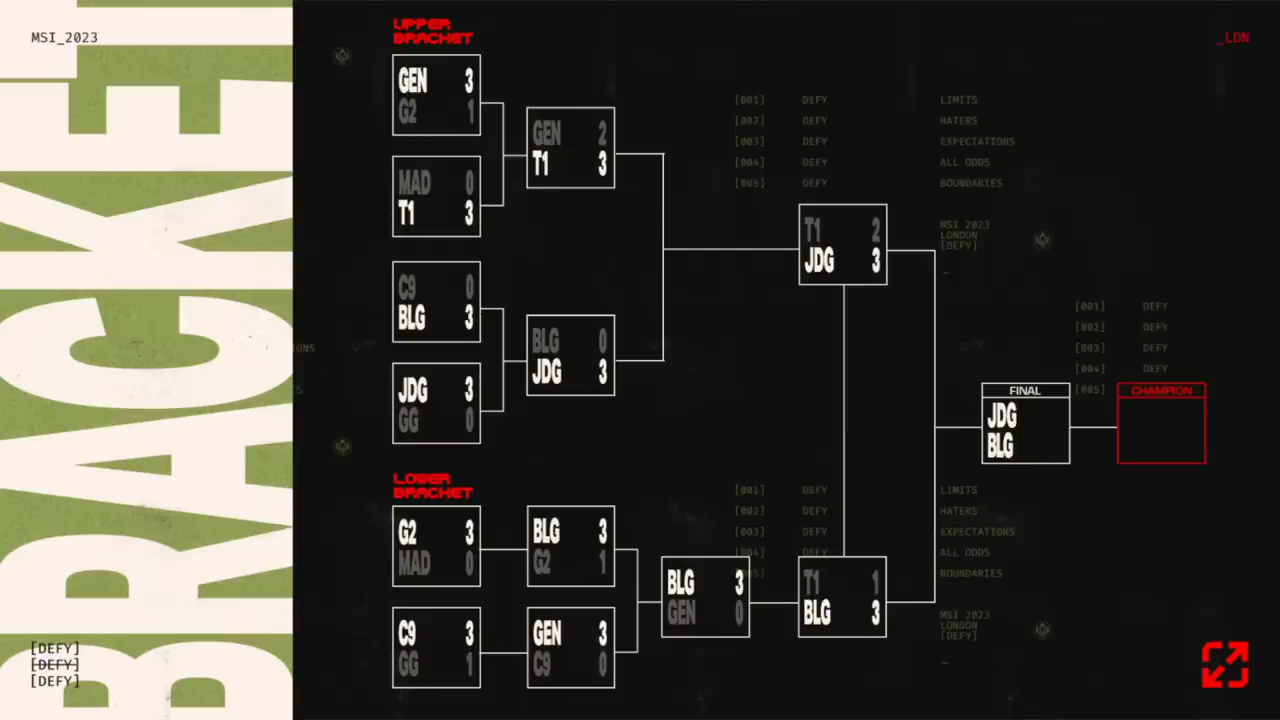 MSI_2023
BRACKET
[DEFY]
[DEFY]
[DEFY]
_LDN
UPPER
BRACKET
GEN 3
G2 1
MAD 0
T1 3
C9 0
BLG 3
JDG 3
GG 0
GEN 2
T1 3
BLG 0
JDG 3
T1 2
JDG 3
LOWER
BRACKET
G2 3
MAD 0
C9 3
GG 1
BLG 3
G2 1
GEN 3
C9 0
BLG 3
GEN 0
T1 1
BLG 3
FINAL
JDG
BLG
CHAMPION
[001] DEFY LIMITS
[002] DEFY HATERS
[003] DEFY EXPECTATIONS
[004] DEFY ALL ODDS
[005] DEFY BOUNDARIES
MSI 2023
LONDON
[DEFY]
_
[001] DEFY
[002] DEFY
[003] DEFY
[004] DEFY
[005]
[001] DEFY LIMITS
[002] DEFY HATERS
[003] DEFY EXPECTATIONS
[004] DEFY ALL ODDS
BOUNDARIES
MSI 2023
LONDON
[DEFY]
_